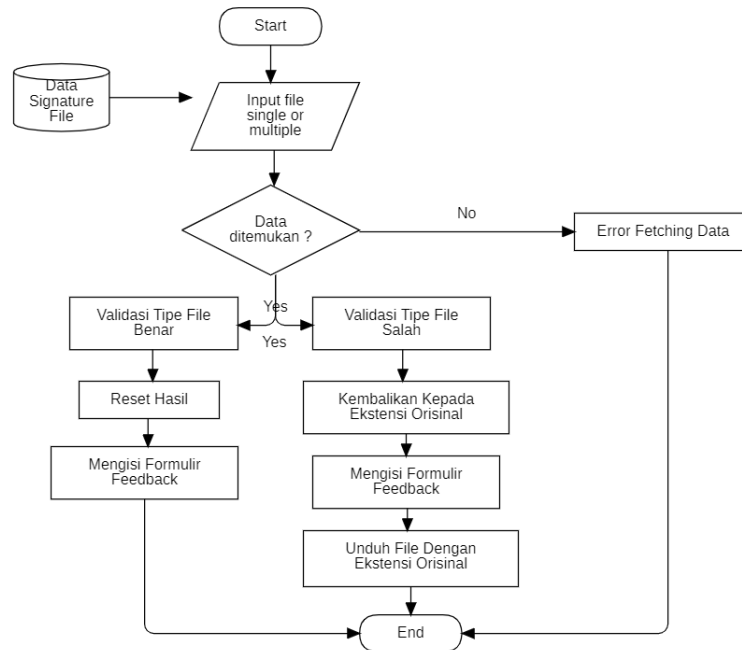 Start
Data
Signature
File
Input file
single or
multiple
Data
ditemukan ?
No
Error Fetching Data
Yes
Yes
Validasi Tipe File
Benar
Validasi Tipe File
Salah
Reset Hasil
Kembalikan Kepada
Ekstensi Orisinal
Mengisi Formulir
Feedback
Mengisi Formulir
Feedback
Unduh File Dengan
Ekstensi Orisinal
End